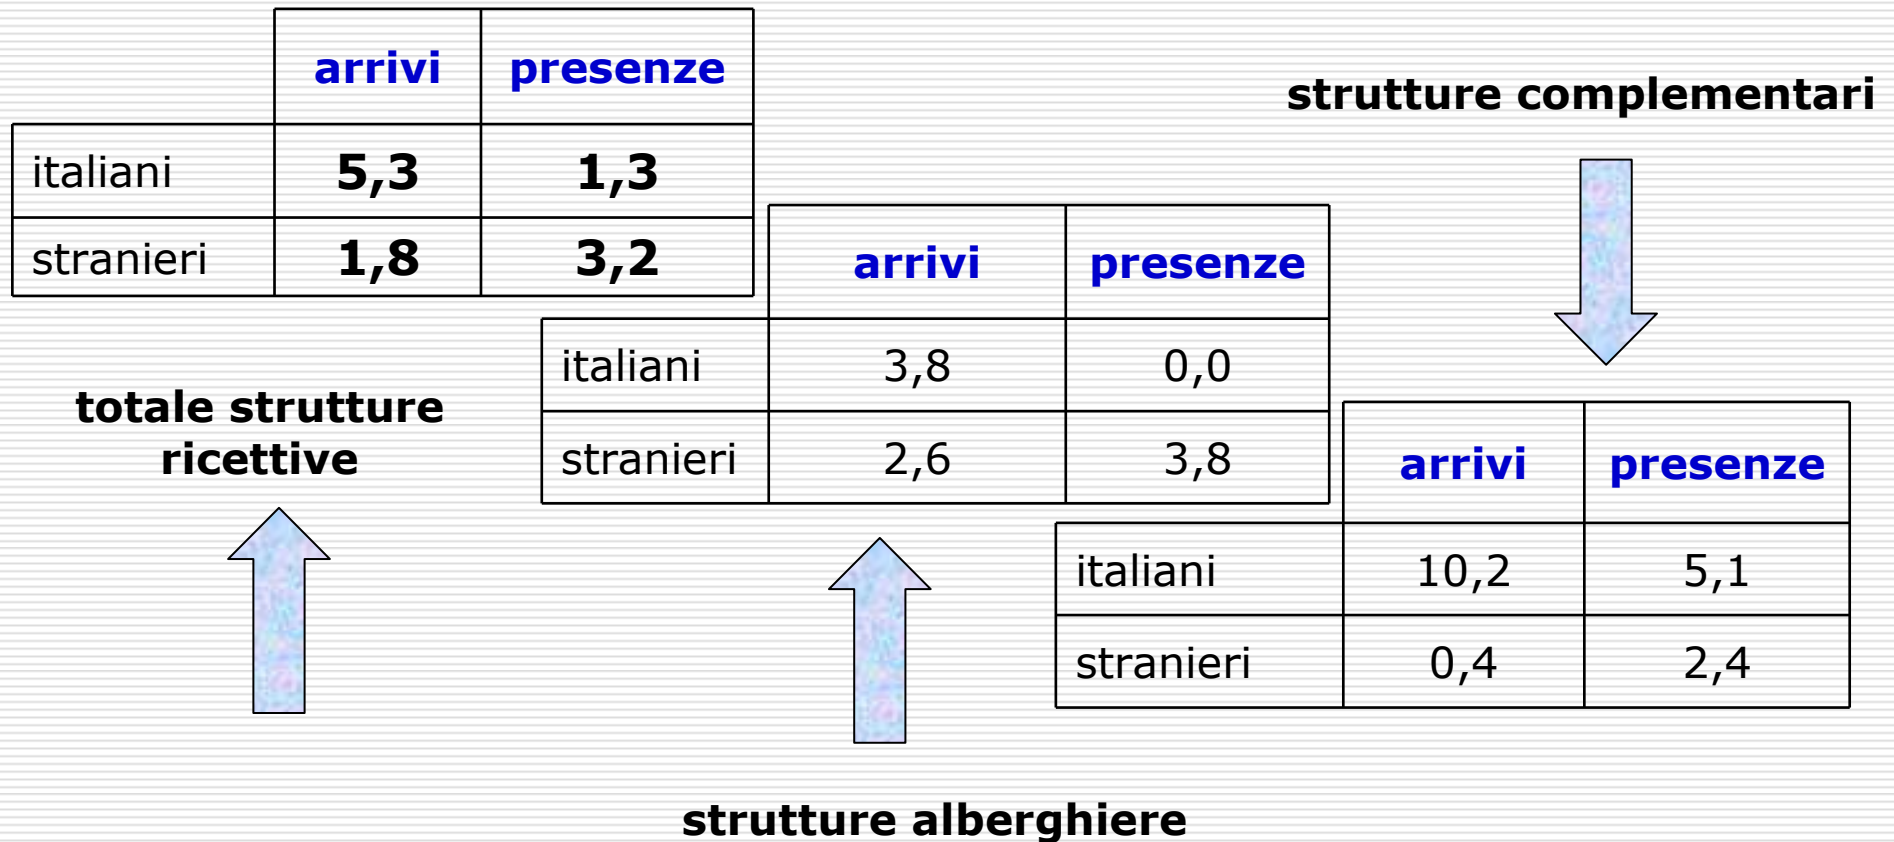 arrivi presenze
italiani 5,3 1,3
stranieri 1,8 3,2
totale strutture
ricettive
arrivi presenze
italiani 3,8 0,0
stranieri 2,6 3,8
strutture alberghiere
strutture complementari
arrivi presenze
italiani 10,2 5,1
stranieri 0,4 2,4